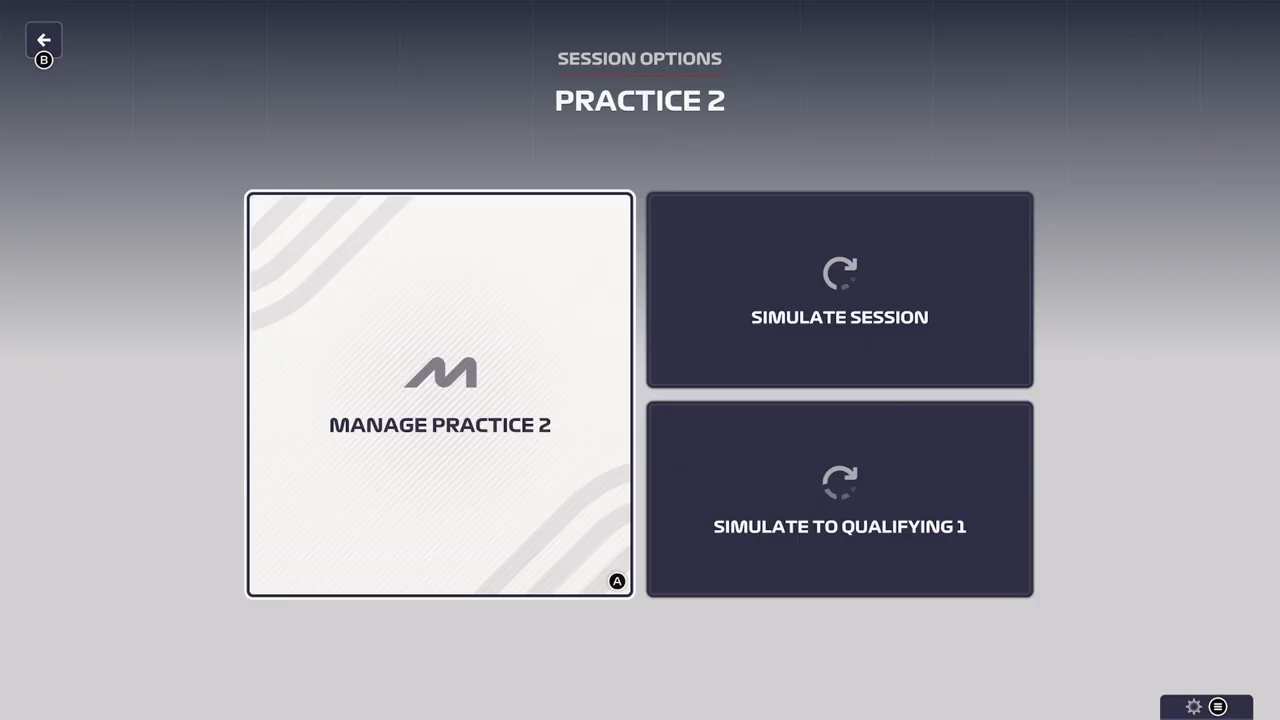 B
SESSION OPTIONS
PRACTICE 2
MANAGE PRACTICE 2
A
SIMULATE SESSION
SIMULATE TO QUALIFYING 1